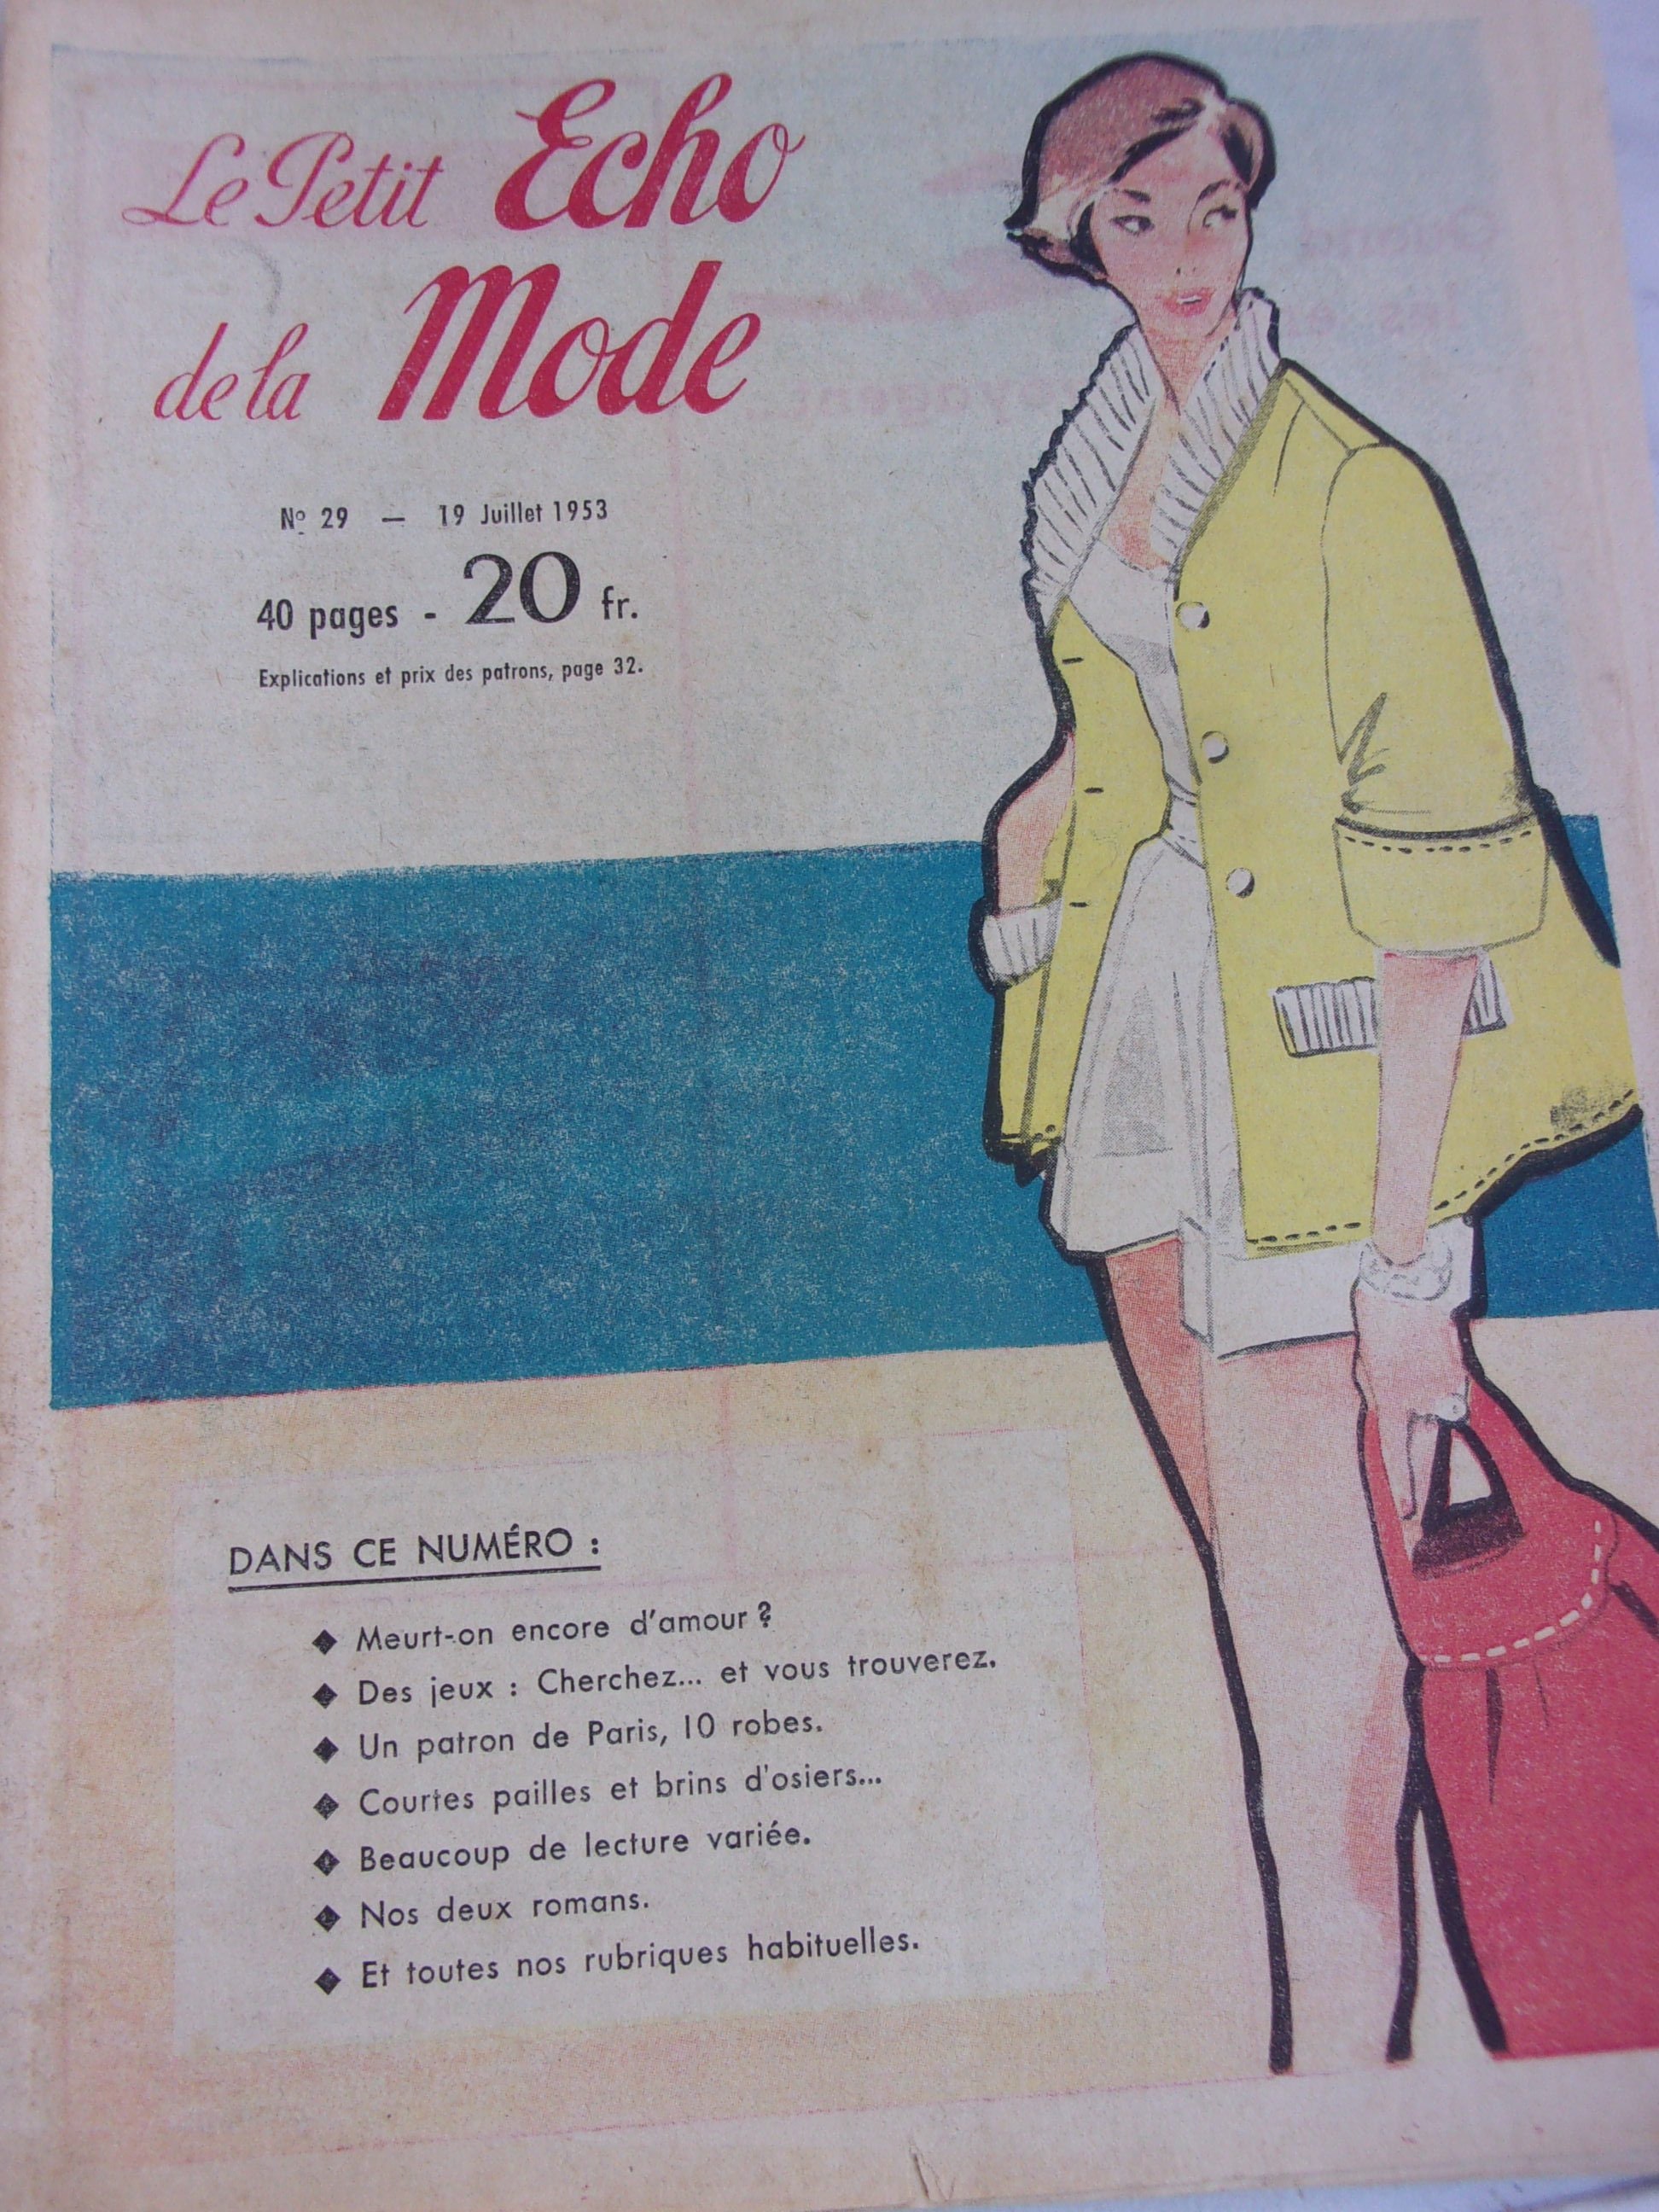 Le Petit Echo
de la Mode
Nº 29 — 19 Juillet 1953
40 pages - 20 fr.
Explications et prix des patrons, page 32.
DANS CE NUMÉRO :
◆ Meurt-on encore d'amour ?
◆ Des jeux : Cherchez... et vous trouverez.
◆ Un patron de Paris, 10 robes.
◆ Courtes pailles et brins d'osiers...
◆ Beaucoup de lecture variée.
◆ Nos deux romans.
◆ Et toutes nos rubriques habituelles.